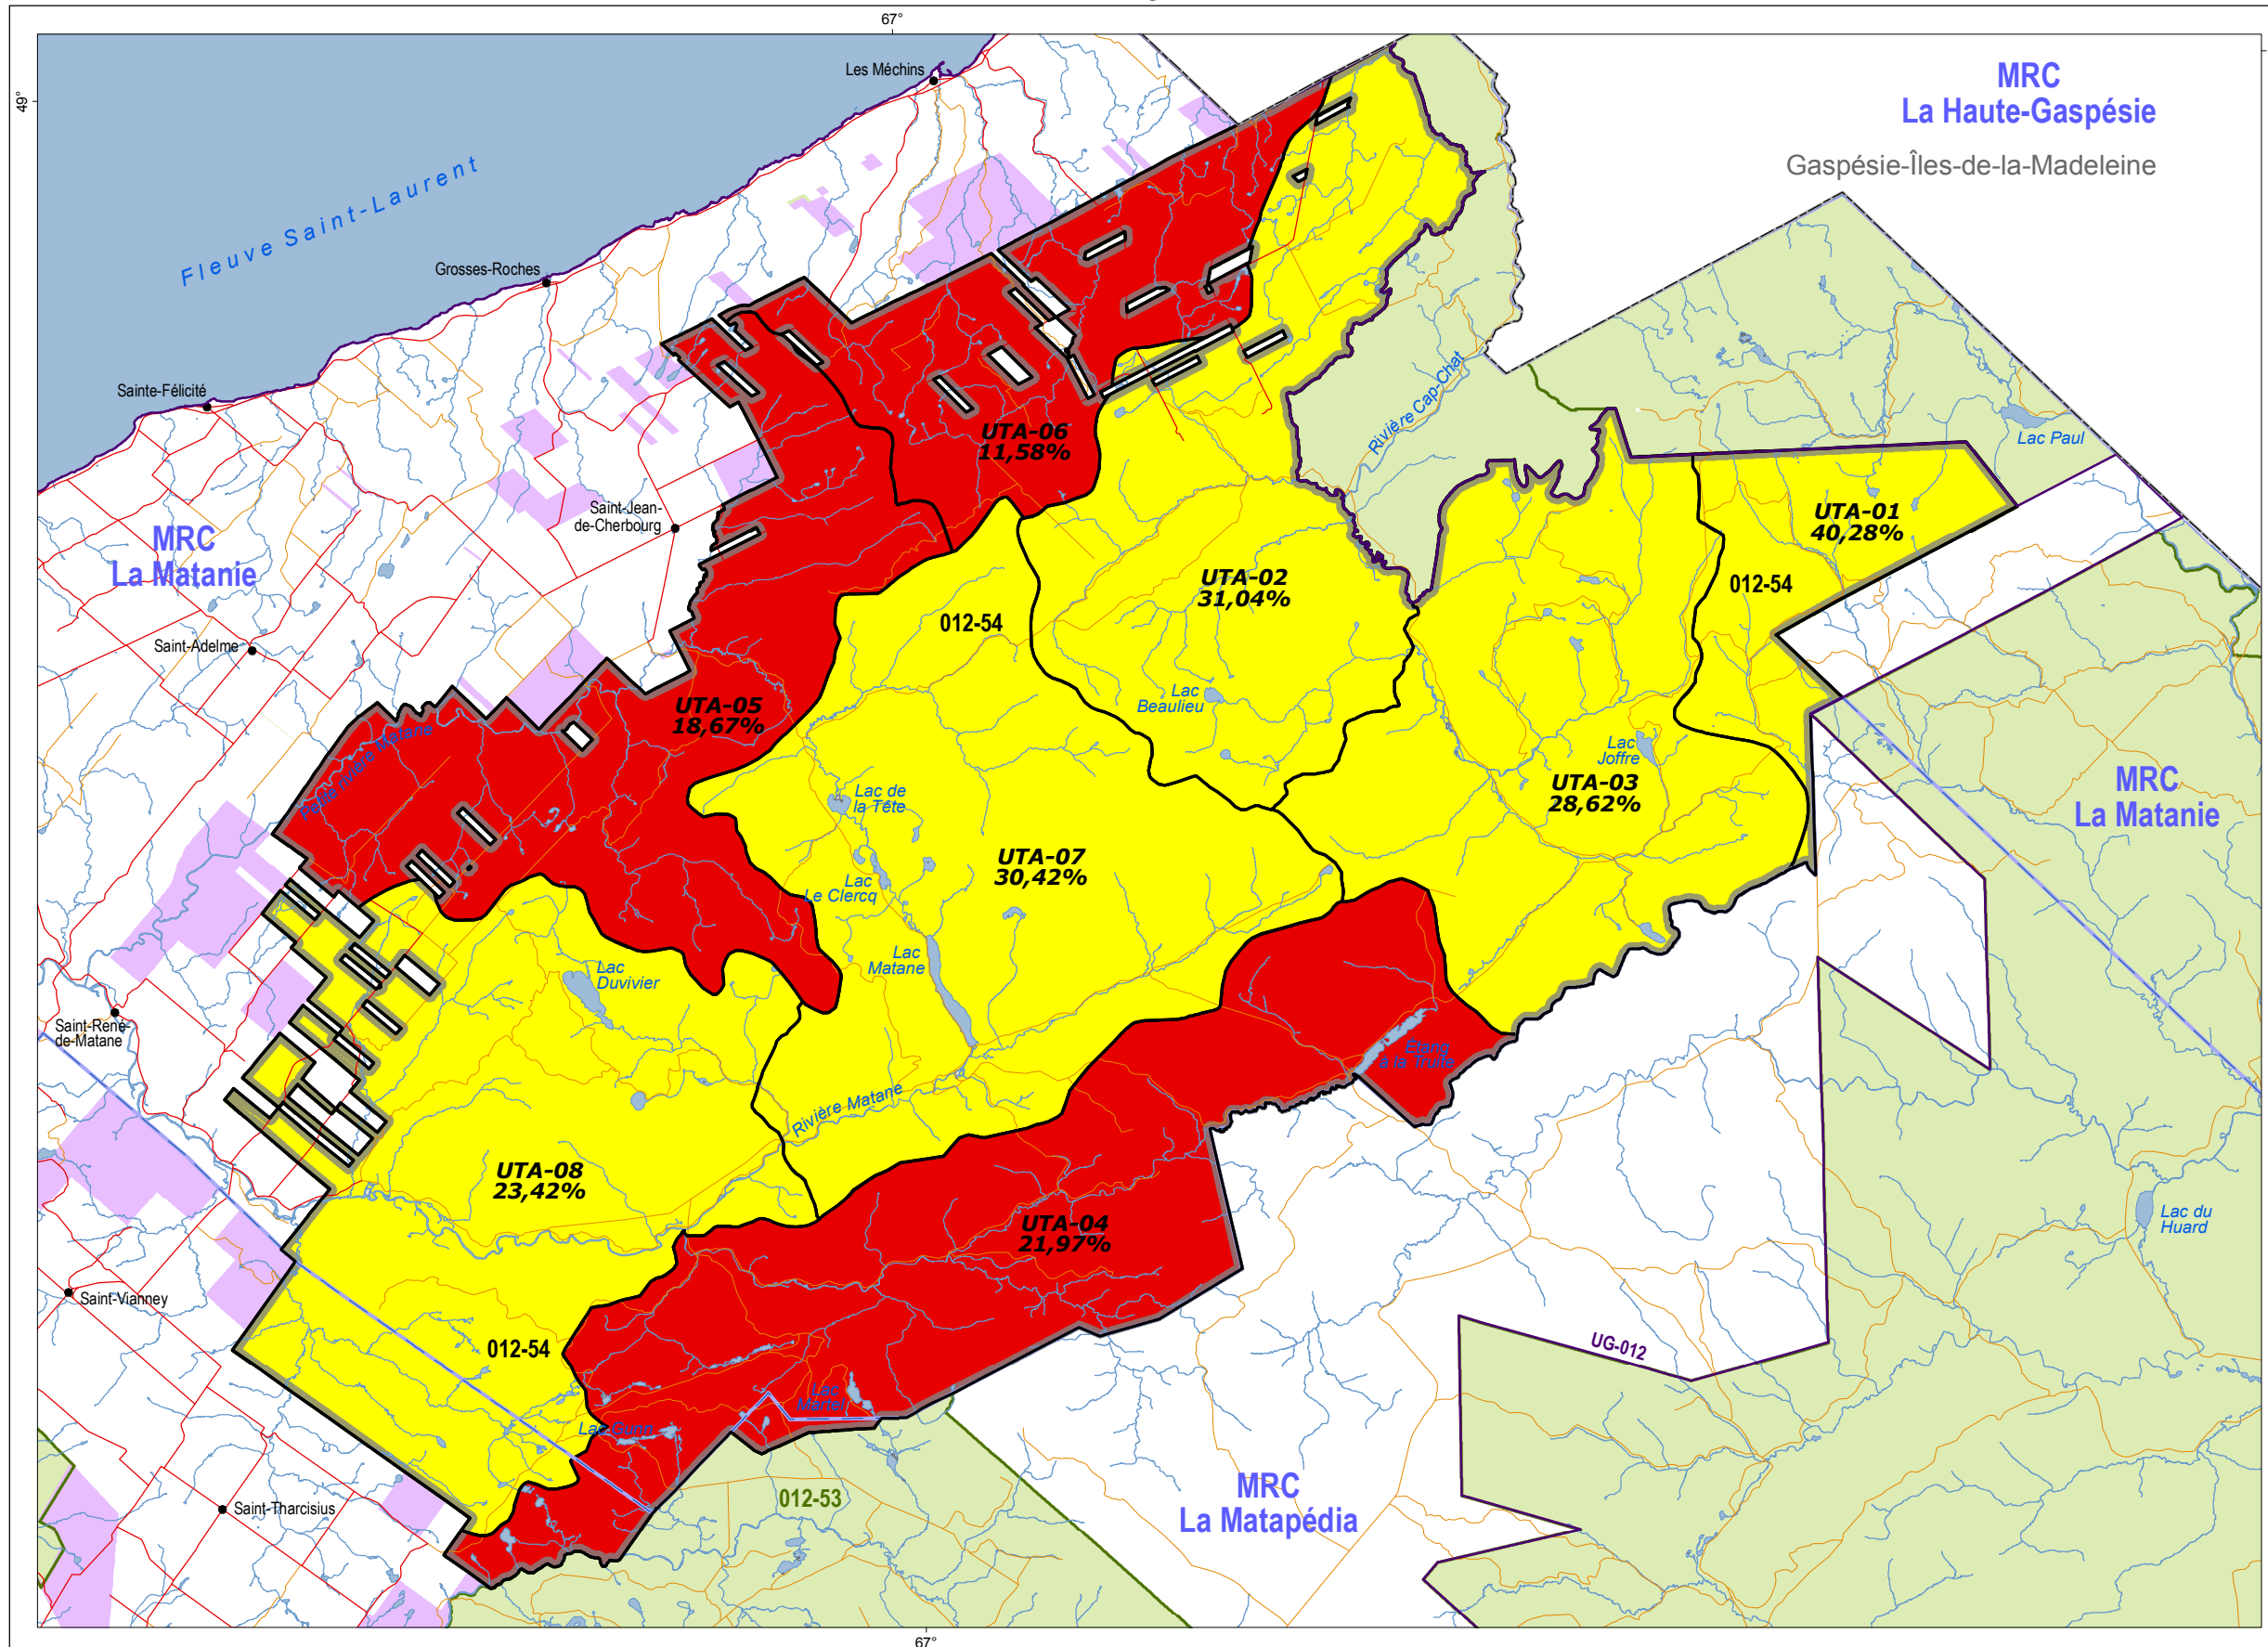 67°
49°
Les Méchins
MRC
La Haute-Gaspésie
Gaspésie-Îles-de-la-Madeleine
Fleuve Saint-Laurent
Grosses-Roches
Sainte-Félicité
Rivière Cap-Chat
Lac Paul
UTA-06
11,58%
Saint-Jean-
de-Cherbourg
MRC
La Matanie
UTA-01
40,28%
012-54
UTA-02
31,04%
012-54
Saint-Adelme
Lac
Beaulieu
UTA-05
18,67%
Petite rivière Matane
Lac
Joffre
UTA-03
28,62%
MRC
La Matanie
Lac de
la Tête
UTA-07
30,42%
Lac
Le Clercq
Lac
Matane
Lac
Duvivier
Saint-René-
de-Matane
Étang
à la Truite
Rivière Matane
UTA-08
23,42%
UTA-04
21,97%
Lac du
Huard
Saint-Vianney
012-54
UG-012
Lac
Martel
Lac Gunn
012-53
MRC
La Matapédia
Saint-Tharcisius
67°